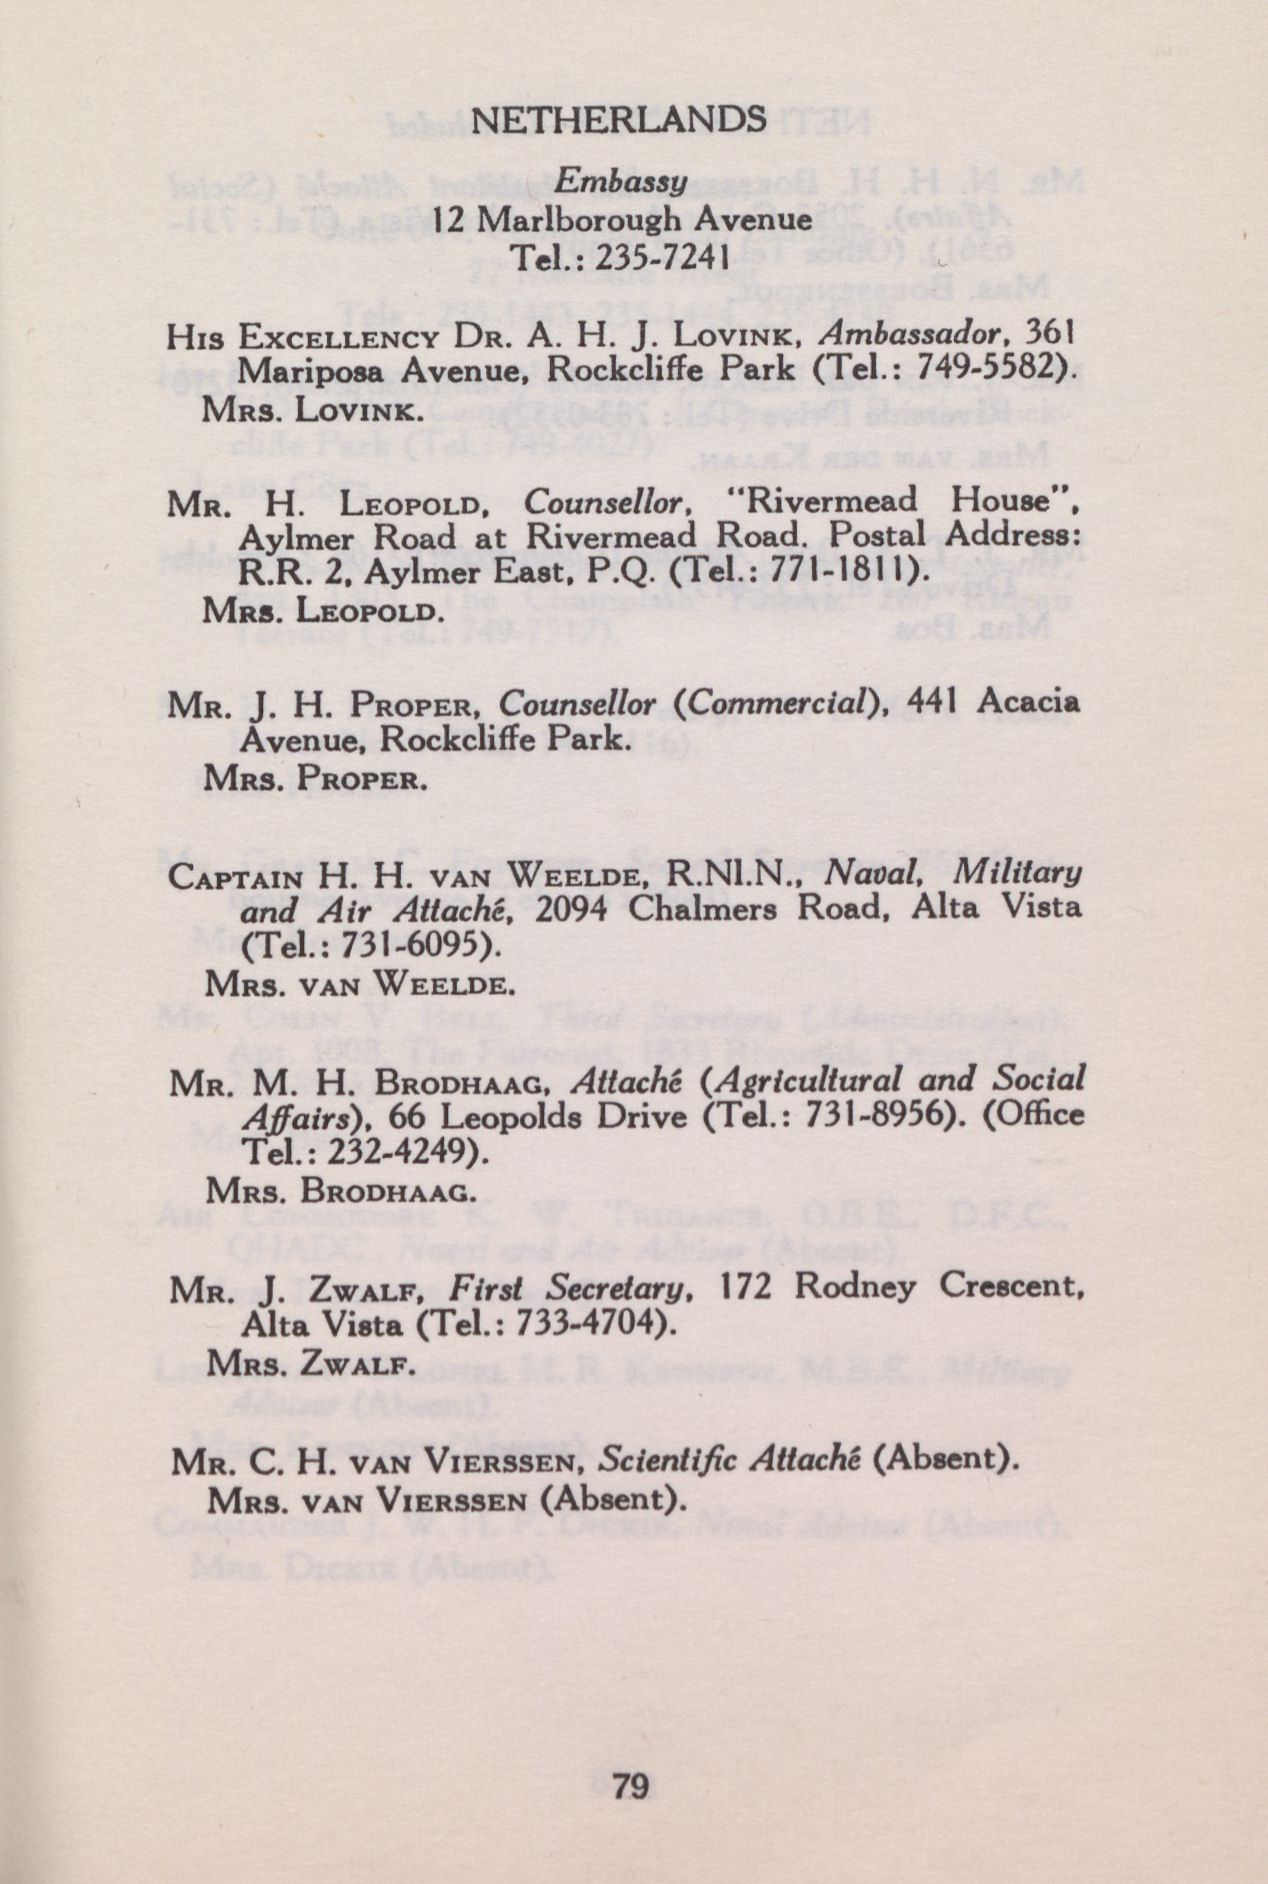 NETHERLANDS
Embassy
12 Marlborough Avenue
Tel.: 235-7241
His Excellency Dr. A. H. J. Lovink, Ambassador, 361
Mariposa Avenue, Rockcliffe Park (Tel.: 749-5582).
Mrs. Lovink.
Mr. H. Leopold, Counsellor, "Rivermead House",
Aylmer Road at Rivermead Road. Postal Address:
R.R. 2, Aylmer East, P.Q. (Tel.: 771-1811).
Mrs. Leopold.
Mr. J. H. Proper, Counsellor (Commercial), 441 Acacia
Avenue, Rockcliffe Park.
Mrs. Proper.
Captain H. H. van Weelde, R.Nl.N., Naval, Military
and Air Attaché, 2094 Chalmers Road, Alta Vista
(Tel.: 731-6095).
Mrs. van Weelde.
Mr. M. H. Brodhaag, Attaché (Agricultural and Social
Affairs), 66 Leopolds Drive (Tel.: 731-8956). (Office
Tel.: 232-4249).
Mrs. Brodhaag.
Mr. J. Zwalf, First Secretary, 172 Rodney Crescent,
Alta Vista (Tel.: 733-4704).
Mrs. Zwalf.
Mr. C. H. van Vierssen, Scientific Attaché (Absent).
Mrs. van Vierssen (Absent).
79